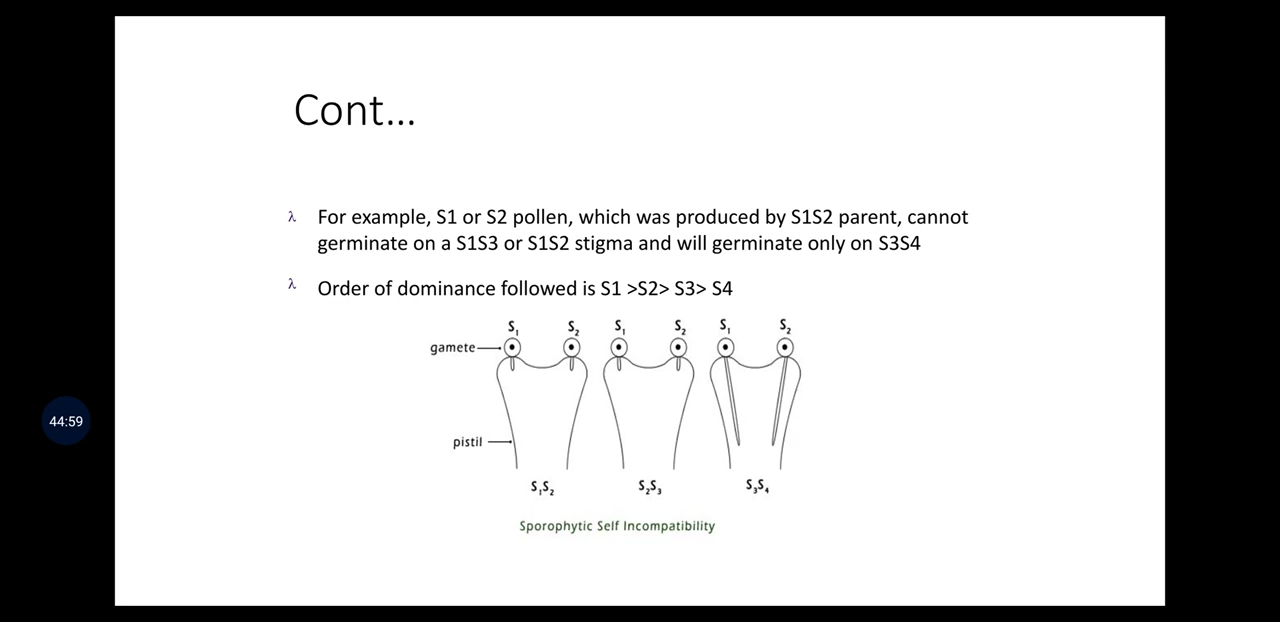 Cont...
λ For example, S1 or S2 pollen, which was produced by S1S2 parent, cannot
germinate on a S1S3 or S1S2 stigma and will germinate only on S3S4
λ Order of dominance followed is S1 >S2> S3> S4
S₁ S₂ S₁ S₂ S₁ S₂
gamete
44:59
pistil
S₁S₂ S₂S₃ S₃S₄
Sporophytic Self Incompatibility